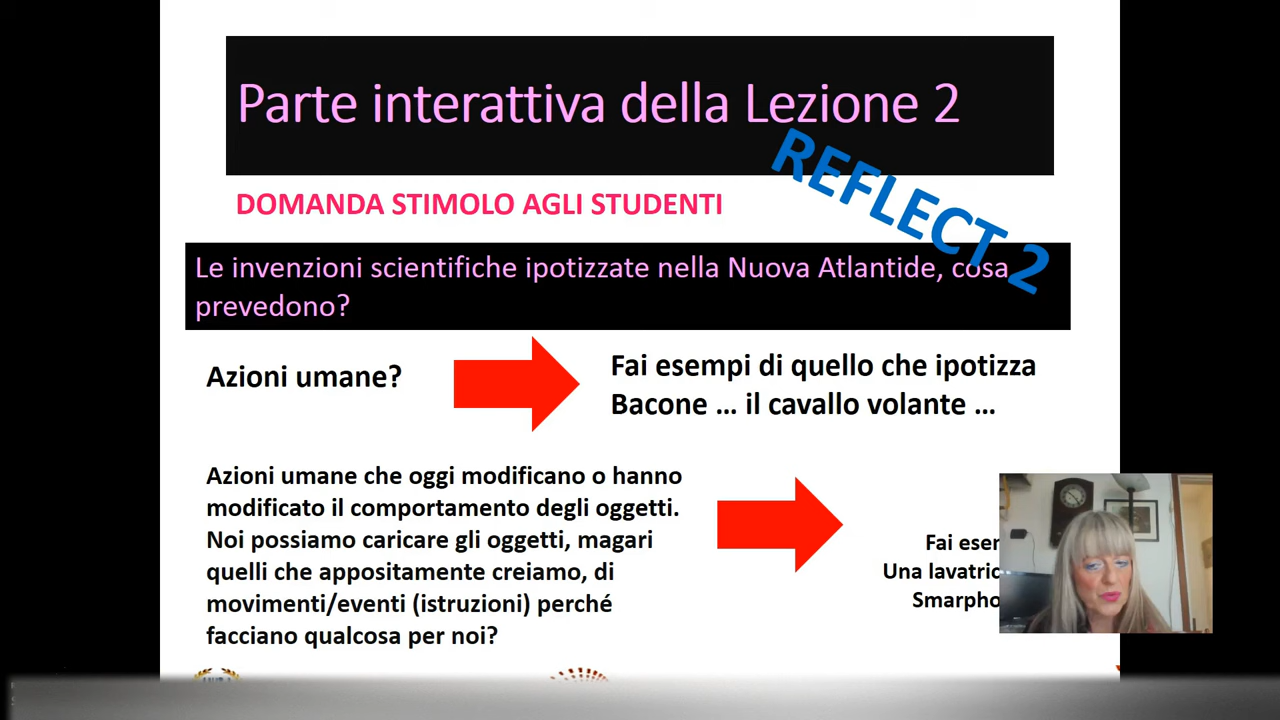 Parte interattiva della Lezione 2
REFLECT 2
DOMANDA STIMOLO AGLI STUDENTI
Le invenzioni scientifiche ipotizzate nella Nuova Atlantide, cosa
prevedono?
Azioni umane?
Fai esempi di quello che ipotizza
Bacone … il cavallo volante …
Azioni umane che oggi modificano o hanno
modificato il comportamento degli oggetti.
Noi possiamo caricare gli oggetti, magari
quelli che appositamente creiamo, di
movimenti/eventi (istruzioni) perché
facciano qualcosa per noi?
Fai
Una